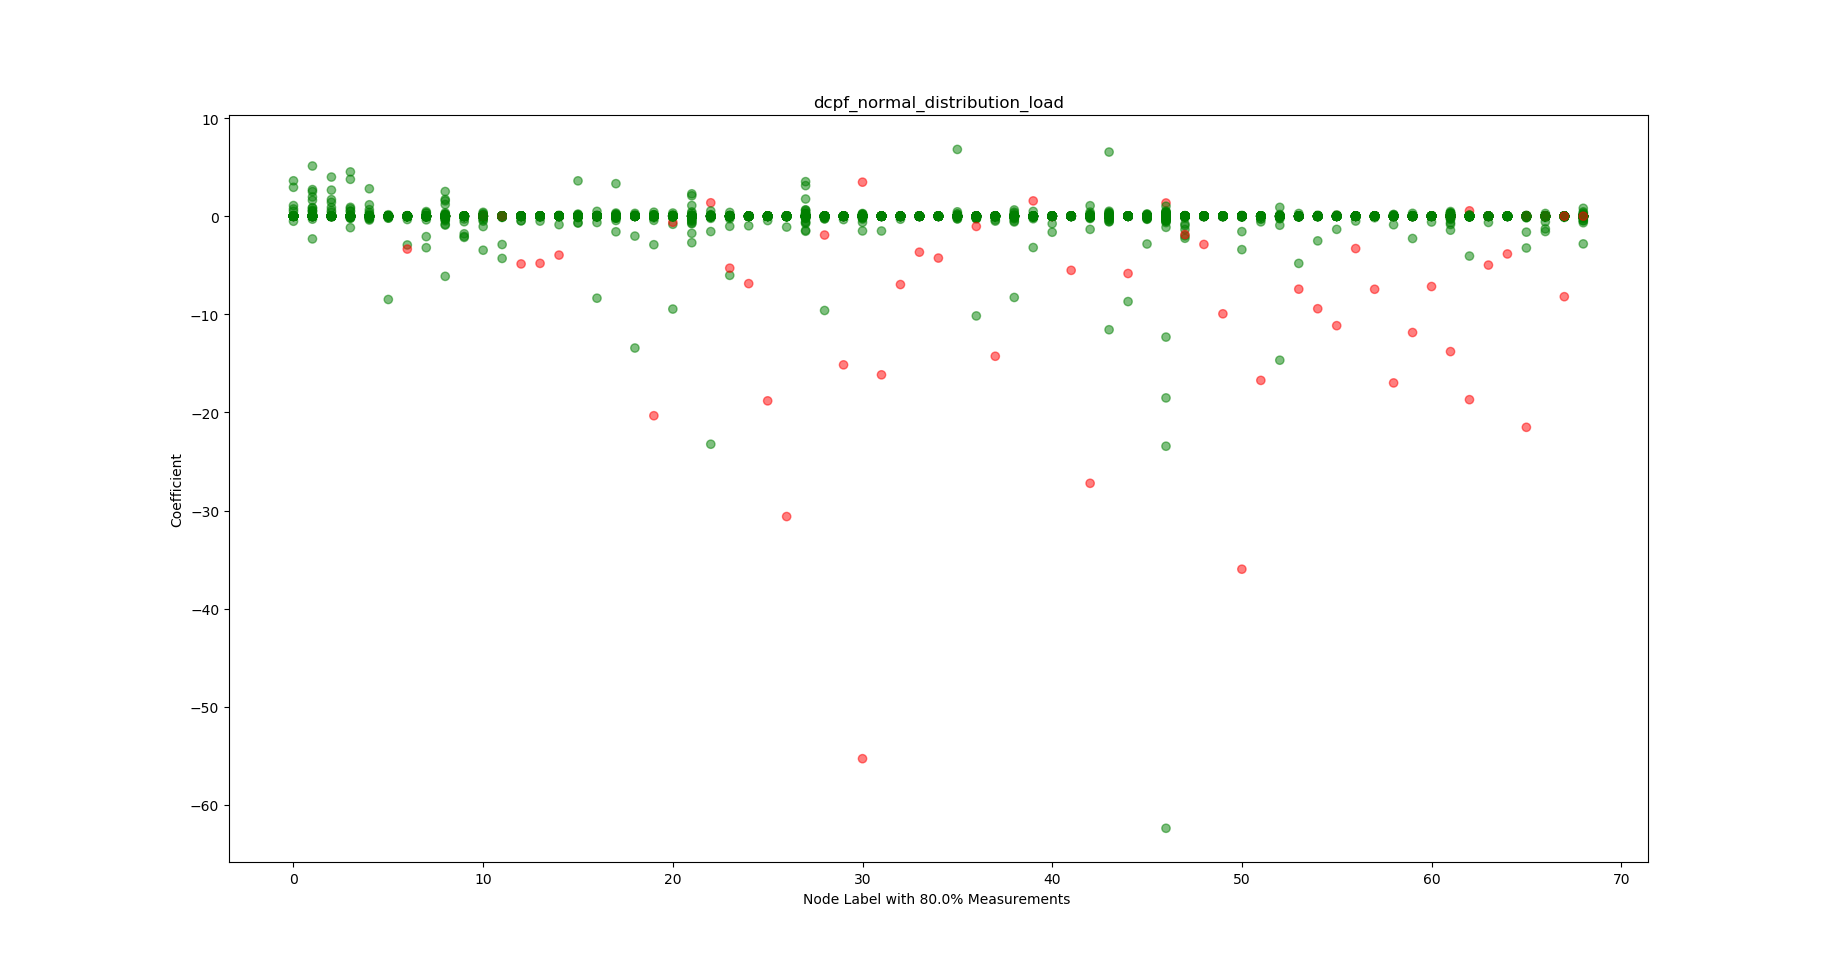 dcpf_normal_distribution_load
10
0
−10
−20
−30
−40
−50
−60
Coefficient
0 10 20 30 40 50 60 70
Node Label with 80.0% Measurements